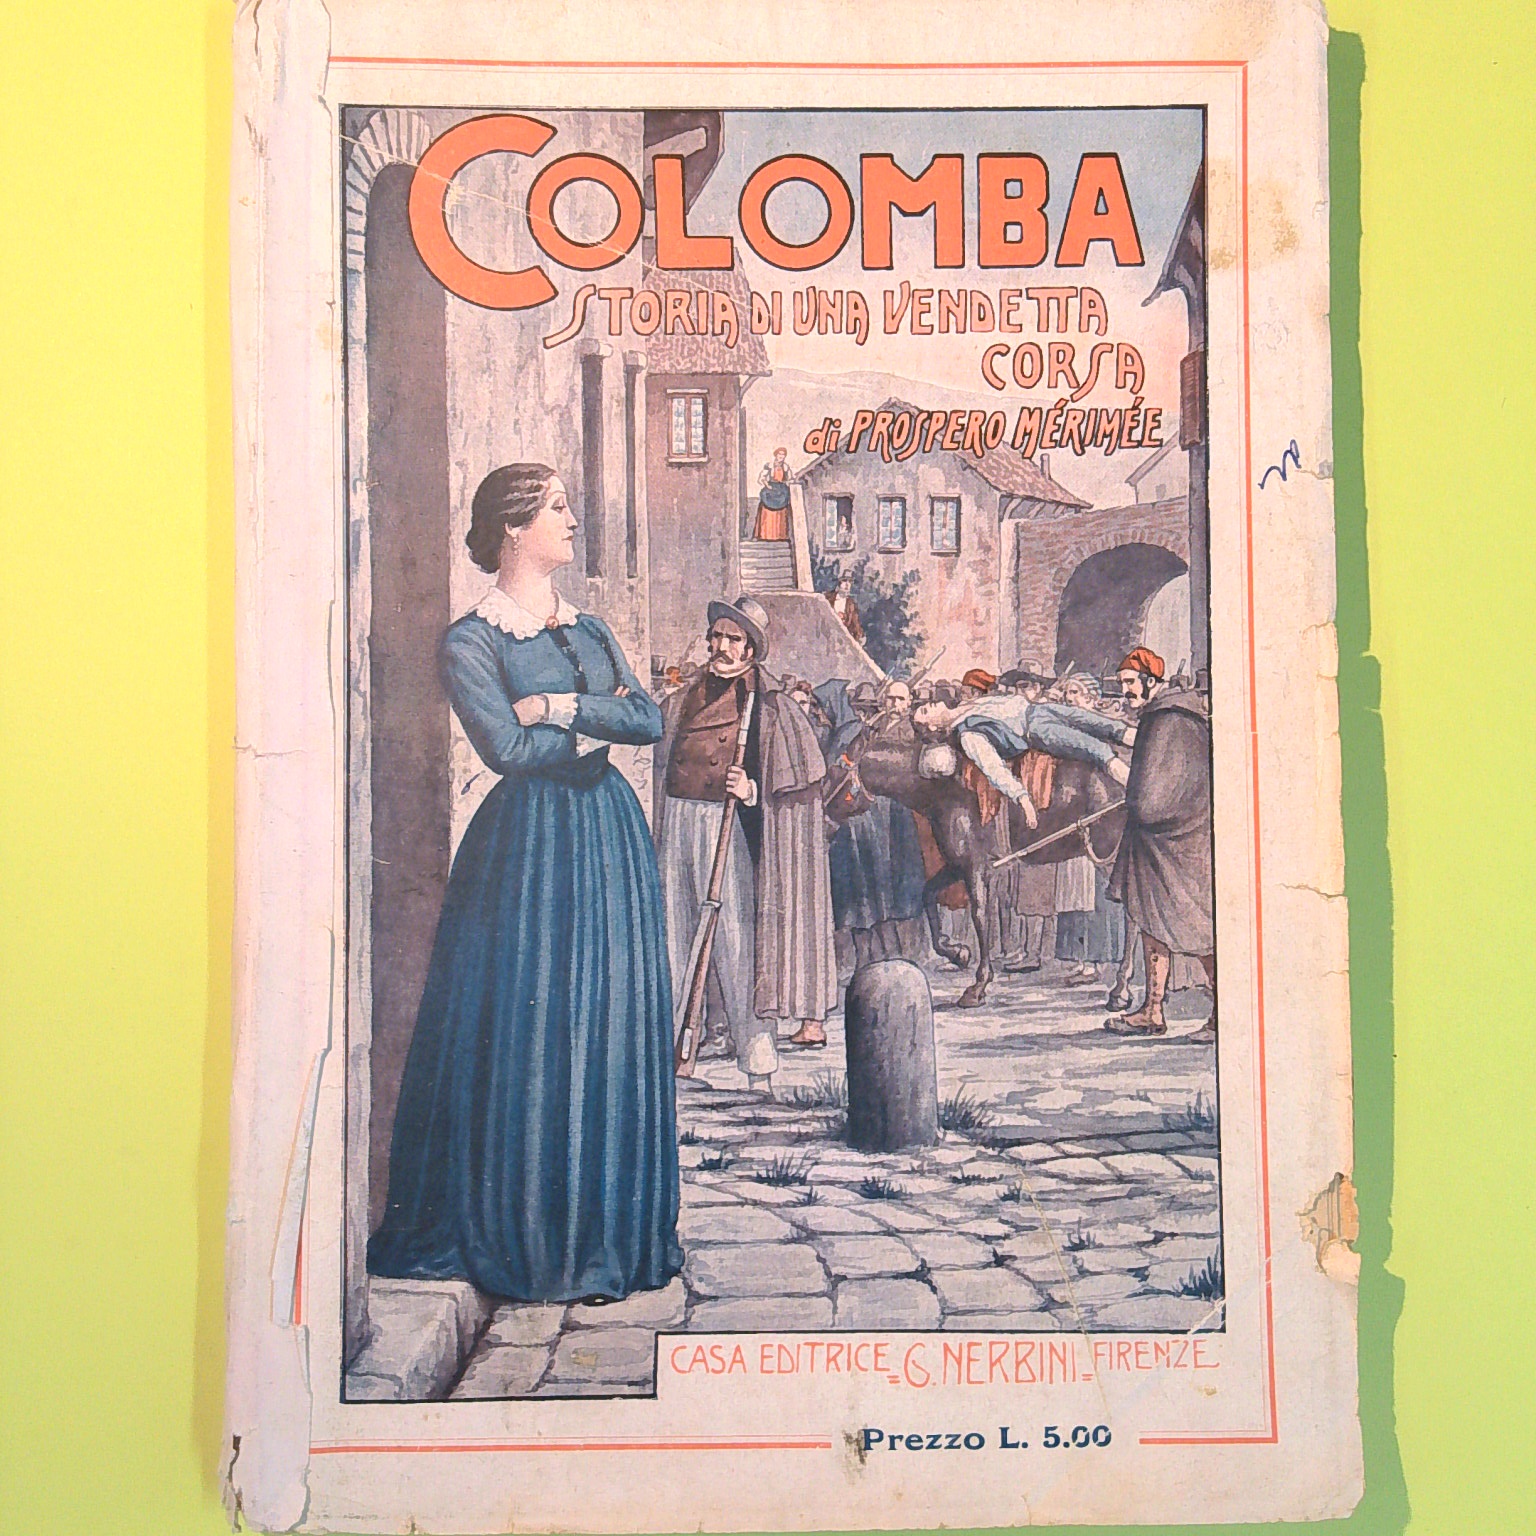 COLOMBA
STORIA DI UNA VENDETTA
CORSA
di PROSPERO MÉRIMÉE
CASA EDITRICE = G. NERBINI = FIRENZE
Prezzo L. 5.00